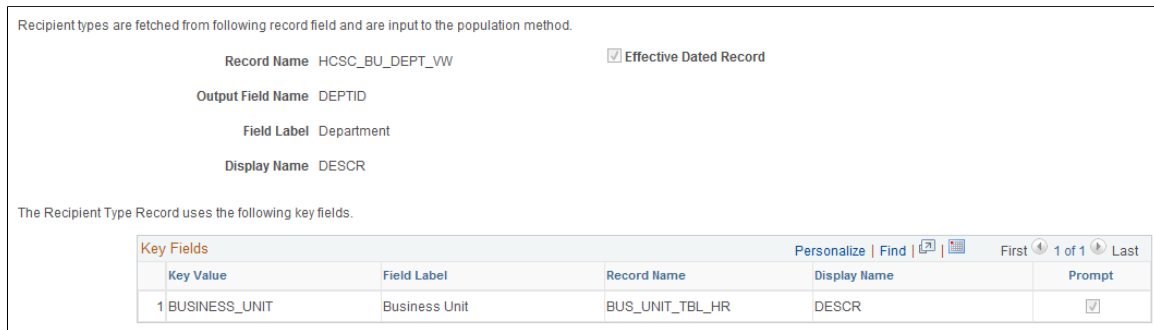 Recipient types are fetched from following record field and are input to the population method.
Record Name HCSC_BU_DEPT_VW Effective Dated Record
Output Field Name DEPTID
Field Label Department
Display Name DESCR
The Recipient Type Record uses the following key fields.
Key Fields Personalize | Find | | First 1 of 1 Last
Key Value Field Label Record Name Display Name Prompt
1 BUSINESS_UNIT Business Unit BUS_UNIT_TBL_HR DESCR